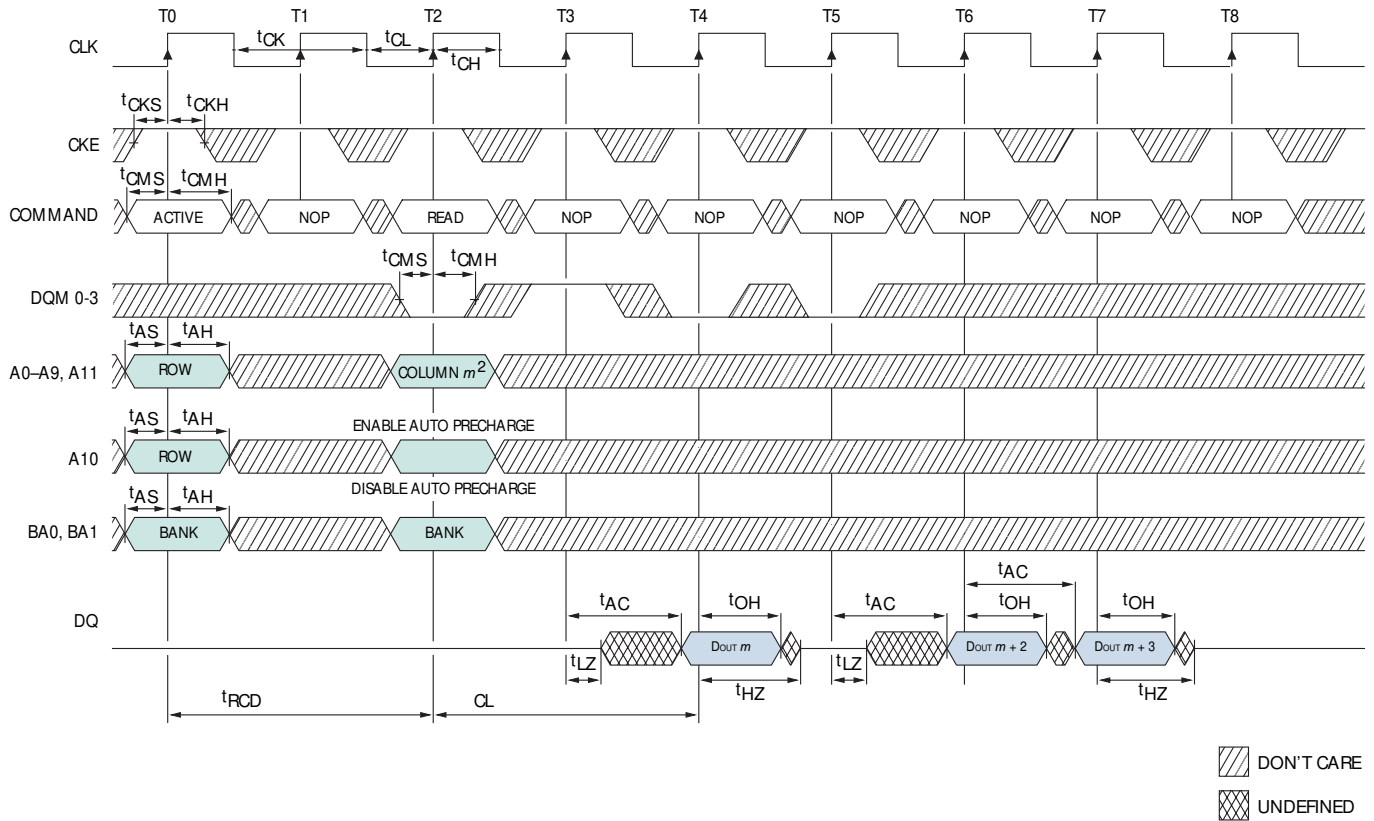 T0 T1 T2 T3 T4 T5 T6 T7 T8
CLK
tCK tCL
tCH
tCKS tCKH
CKE
tCMS tCMH
COMMAND ACTIVE NOP READ NOP NOP NOP NOP NOP NOP
tCMS tCMH
DQM 0-3
tAS tAH
A0–A9, A11 ROW COLUMN m2
tAS tAH ENABLE AUTO PRECHARGE
A10 ROW
DISABLE AUTO PRECHARGE
tAS tAH
BA0, BA1 BANK BANK
tAC
tAC tOH tAC tOH tOH
DQ
DOUT m DOUT m + 2 DOUT m + 3
tLZ tLZ
tHZ tHZ
tRCD CL
DON'T CARE
UNDEFINED